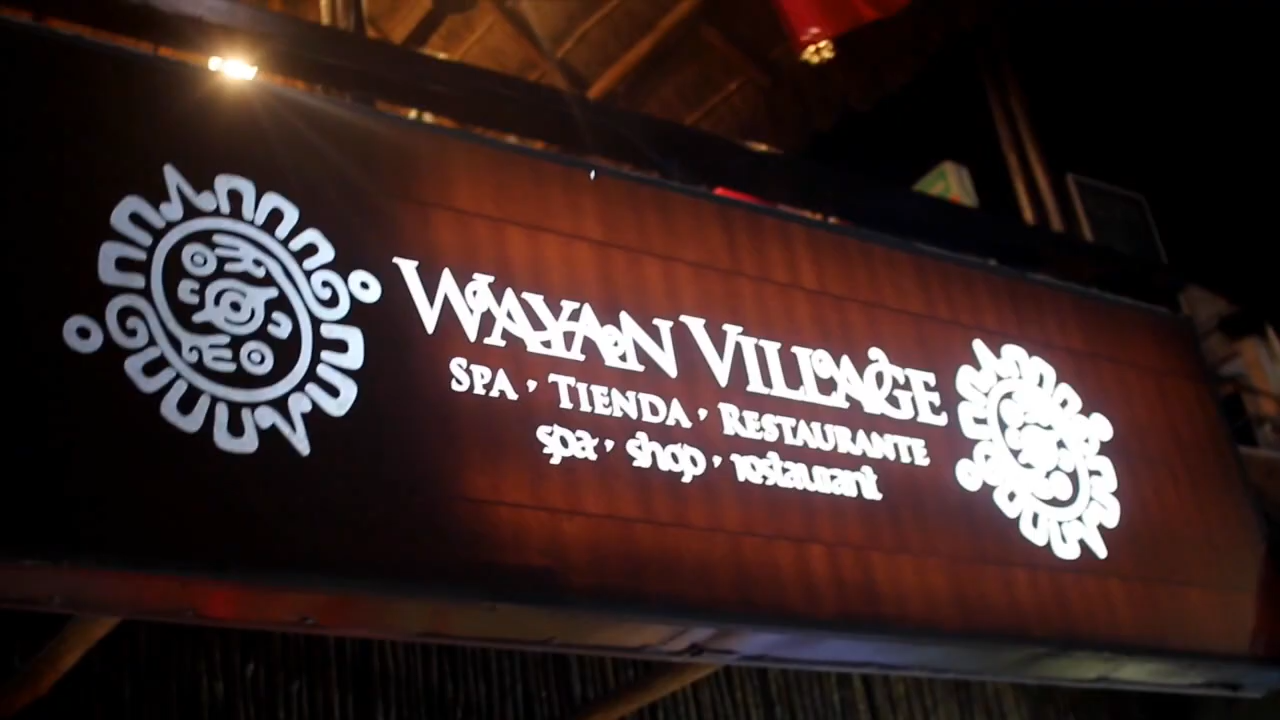 WAYAN VILLAGE
SPA • TIENDA • RESTAURANTE
spa • shop • restaurant